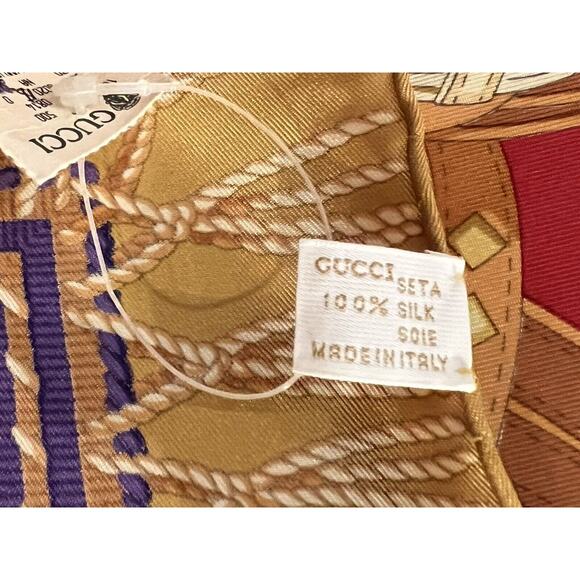 GUCCI
GUCCI SETA
100% SILK
SOIE
MADE IN ITALY